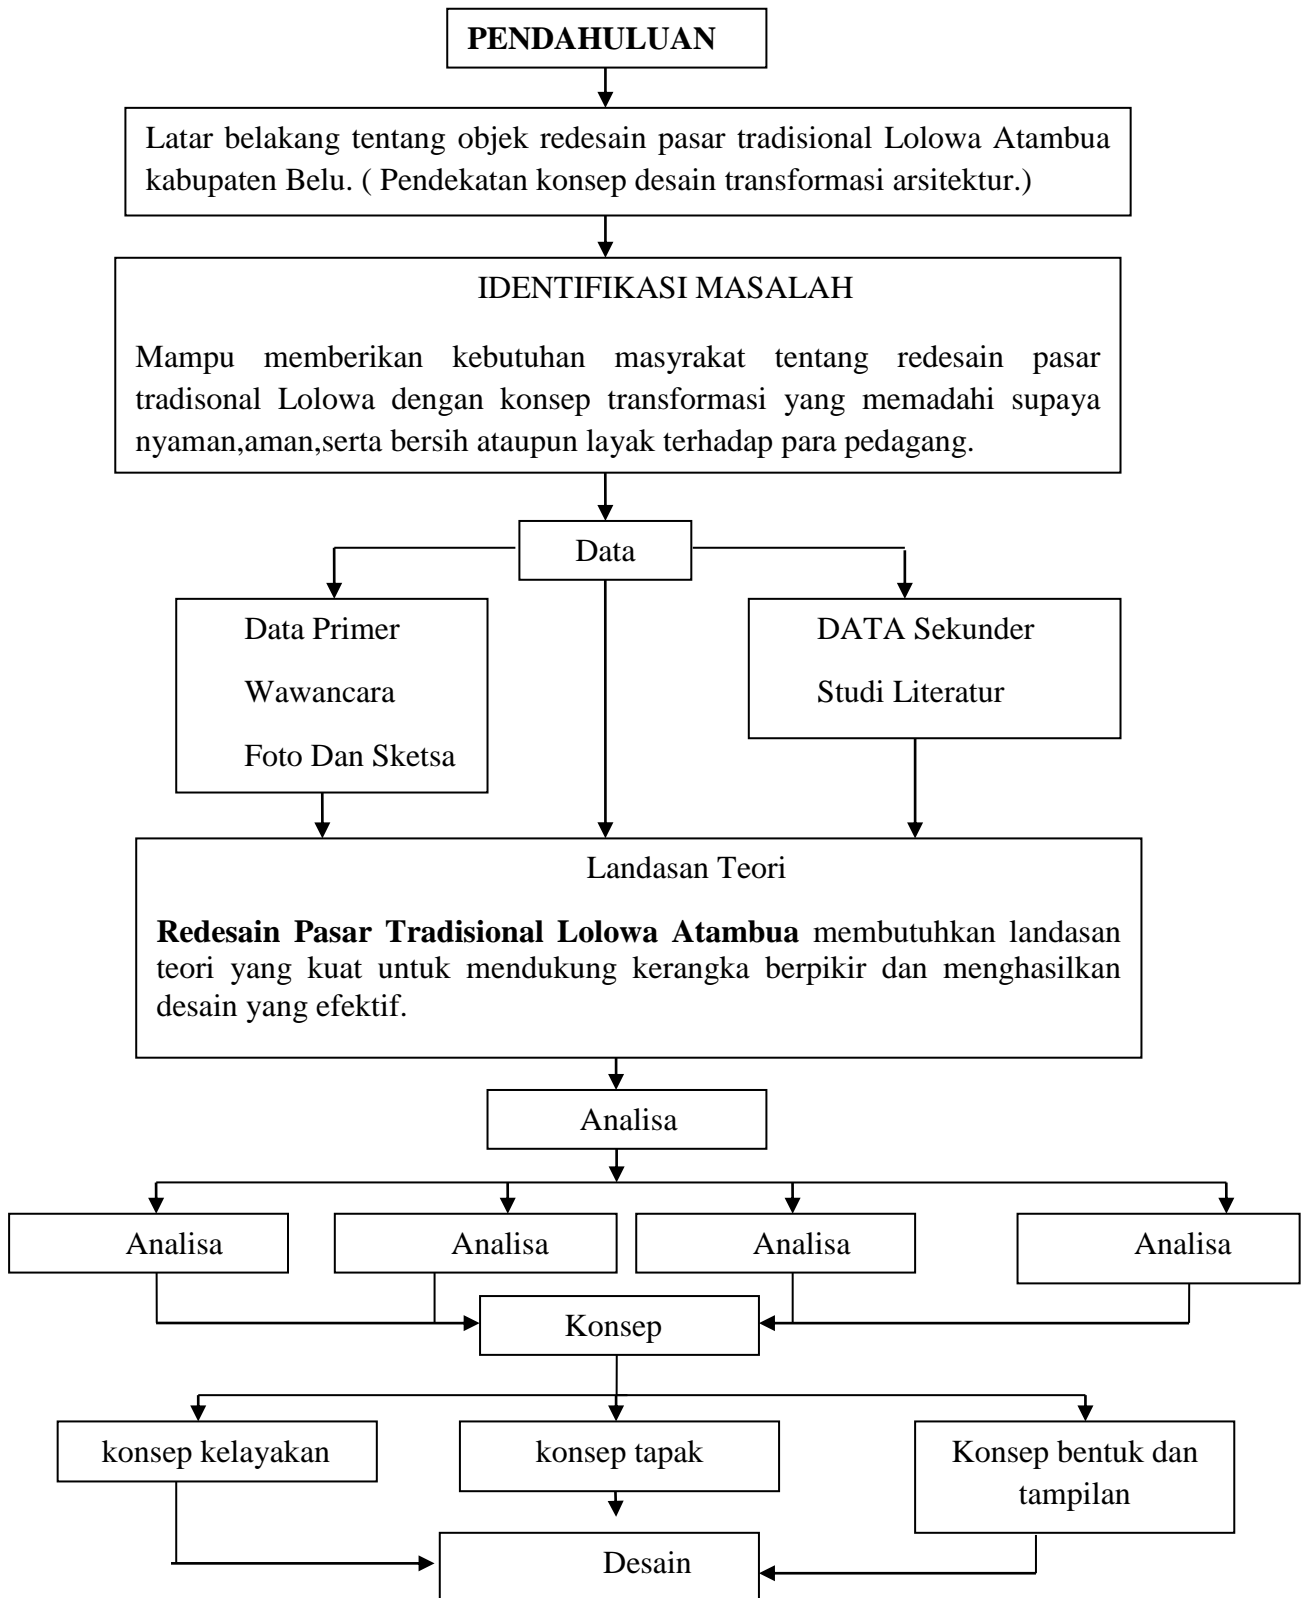 PENDAHULUAN
Latar belakang tentang objek redesain pasar tradisional Lolowa Atambua
kabupaten Belu. ( Pendekatan konsep desain transformasi arsitektur.)
IDENTIFIKASI MASALAH
Mampu memberikan kebutuhan masyrakat tentang redesain pasar
tradisonal Lolowa dengan konsep transformasi yang memadahi supaya
nyaman,aman,serta bersih ataupun layak terhadap para pedagang.
Data
Data Primer
Wawancara
Foto Dan Sketsa
DATA Sekunder
Studi Literatur
Landasan Teori
Redesain Pasar Tradisional Lolowa Atambua membutuhkan landasan
teori yang kuat untuk mendukung kerangka berpikir dan menghasilkan
desain yang efektif.
Analisa
Analisa
Analisa
Analisa
Analisa
Konsep
konsep kelayakan
konsep tapak
Konsep bentuk dan
tampilan
Desain